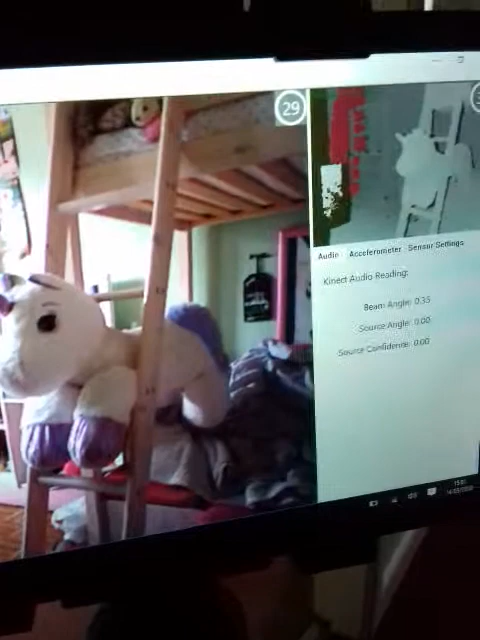 29
Audio Accelerometer Sensor Settings
Kinect Audio Reading:
Beam Angle: 0.35
Source Angle: 0.00
Source Confidence: 0.00